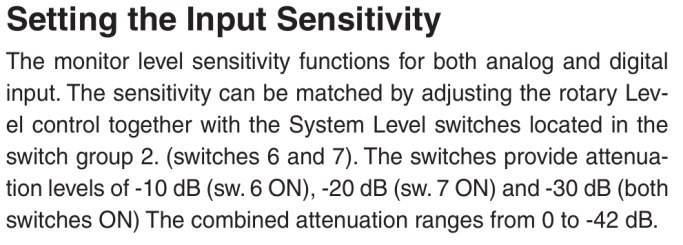 Setting the Input Sensitivity
The monitor level sensitivity functions for both analog and digital
input. The sensitivity can be matched by adjusting the rotary Lev-
el control together with the System Level switches located in the
switch group 2. (switches 6 and 7). The switches provide attenua-
tion levels of -10 dB (sw. 6 ON), -20 dB (sw. 7 ON) and -30 dB (both
switches ON) The combined attenuation ranges from 0 to -42 dB.